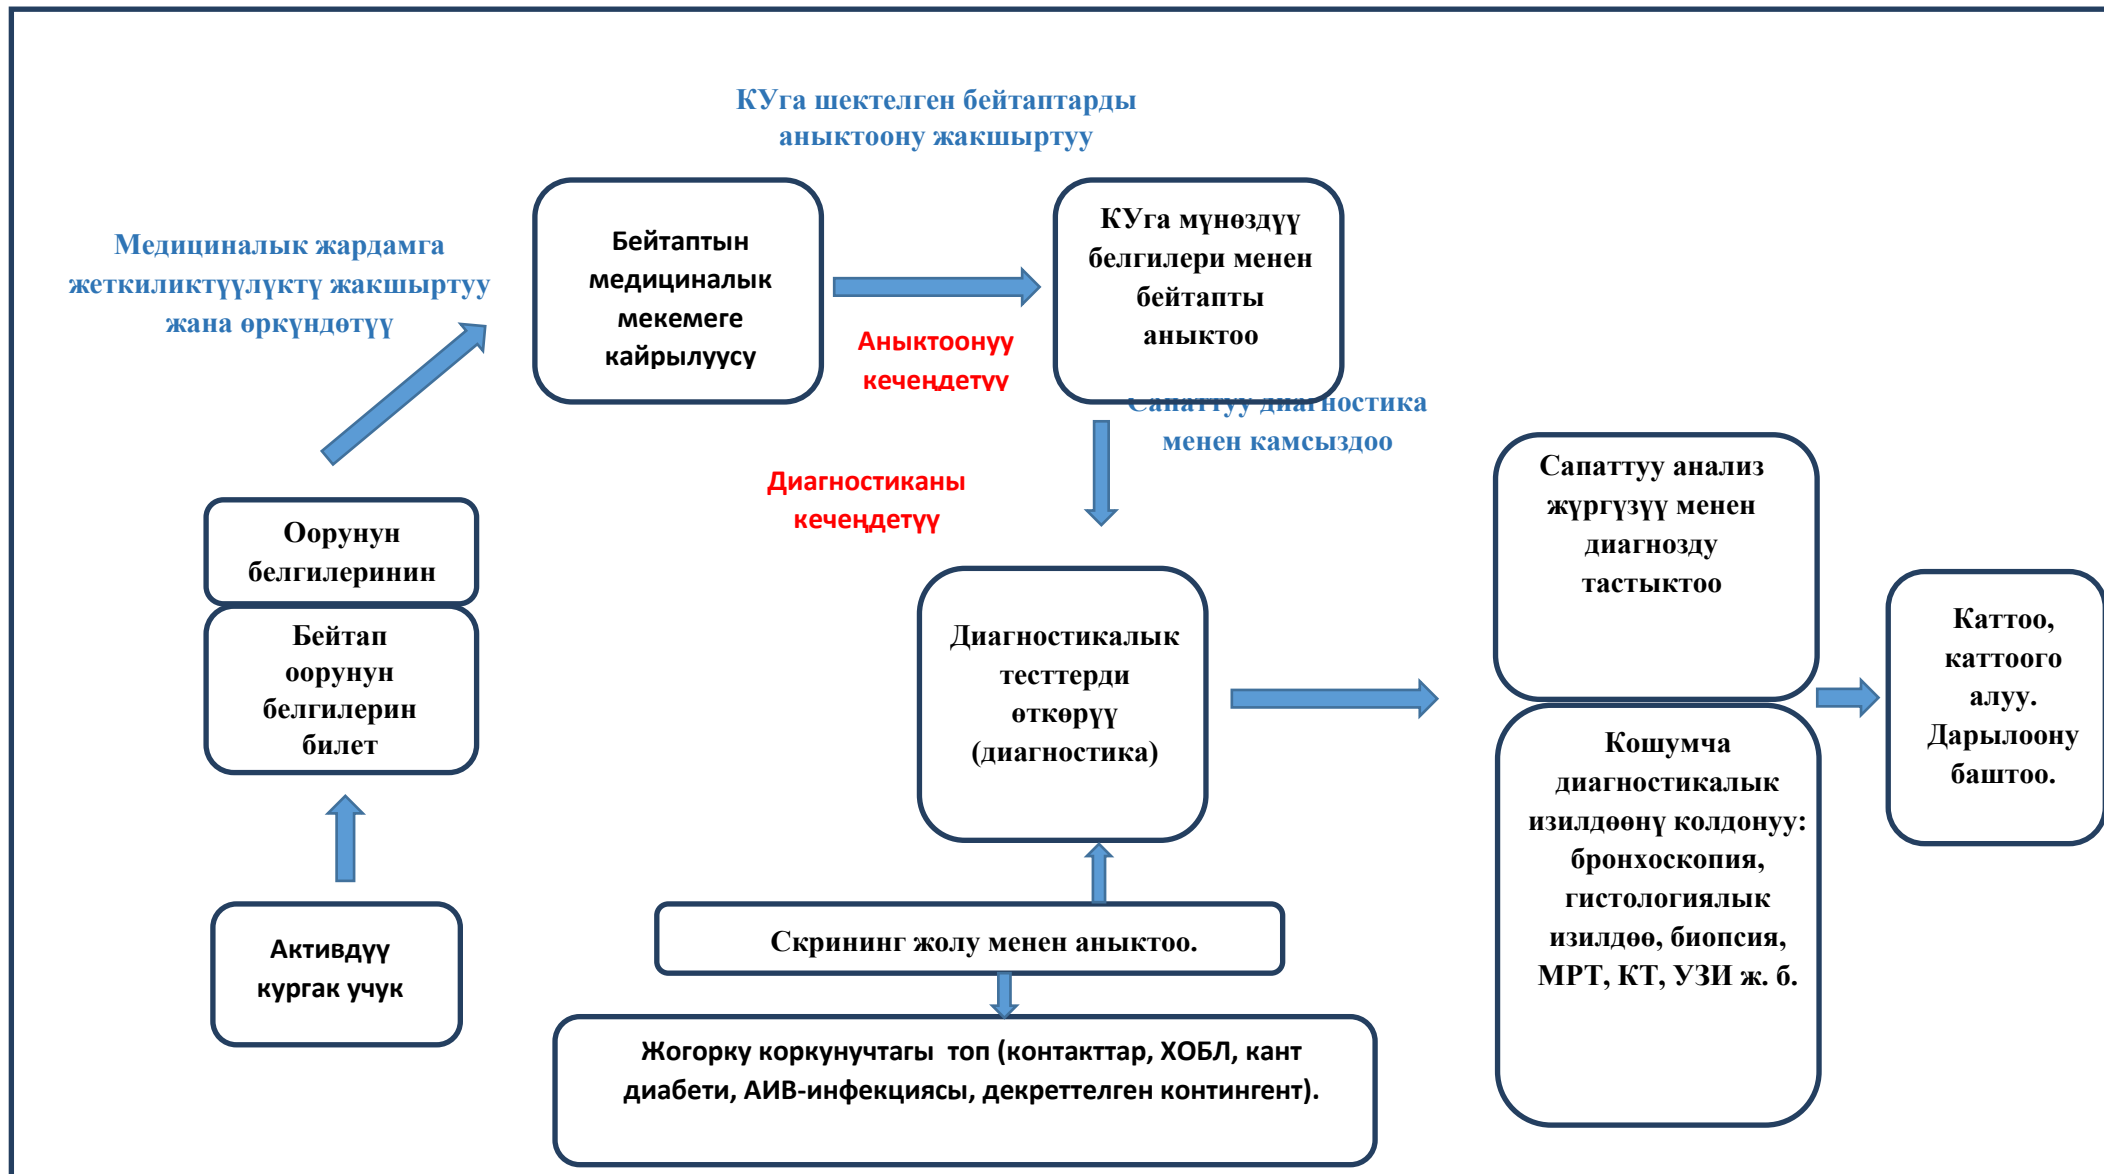 КУга шектелген бейтаптарды
аныктоону жакшыртуу
Медициналык жардамга
жеткиликтүүлүктү жакшыртуу
жана өркүндөтүү
Бейтаптын
медициналык
мекемеге
кайрылуусу
Аныктоонуу
кечеңдетүү
КУга мүнөздүү
белгилери менен
бейтапты
аныктоо
Сапаттуу диагностика
менен камсыздоо
Диагностиканы
кечеңдетүү
Оорунун
белгилеринин
Бейтап
оорунун
белгилерин
билет
Активдүү
кургак учук
Диагностикалык
тесттерди
өткөрүү
(диагностика)
Скрининг жолу менен аныктоо.
Жогорку коркунучтагы топ (контакттар, ХОБЛ, кант
диабети, АИВ-инфекциясы, декреттелген контингент).
Сапаттуу анализ
жүргүзүү менен
диагнозду
тастыктоо
Кошумча
диагностикалык
изилдөөнү колдонуу:
бронхоскопия,
гистологиялык
изилдөө, биопсия,
МРТ, КТ, УЗИ ж. б.
Каттоо,
каттоого
алуу.
Дарылоону
баштоо.